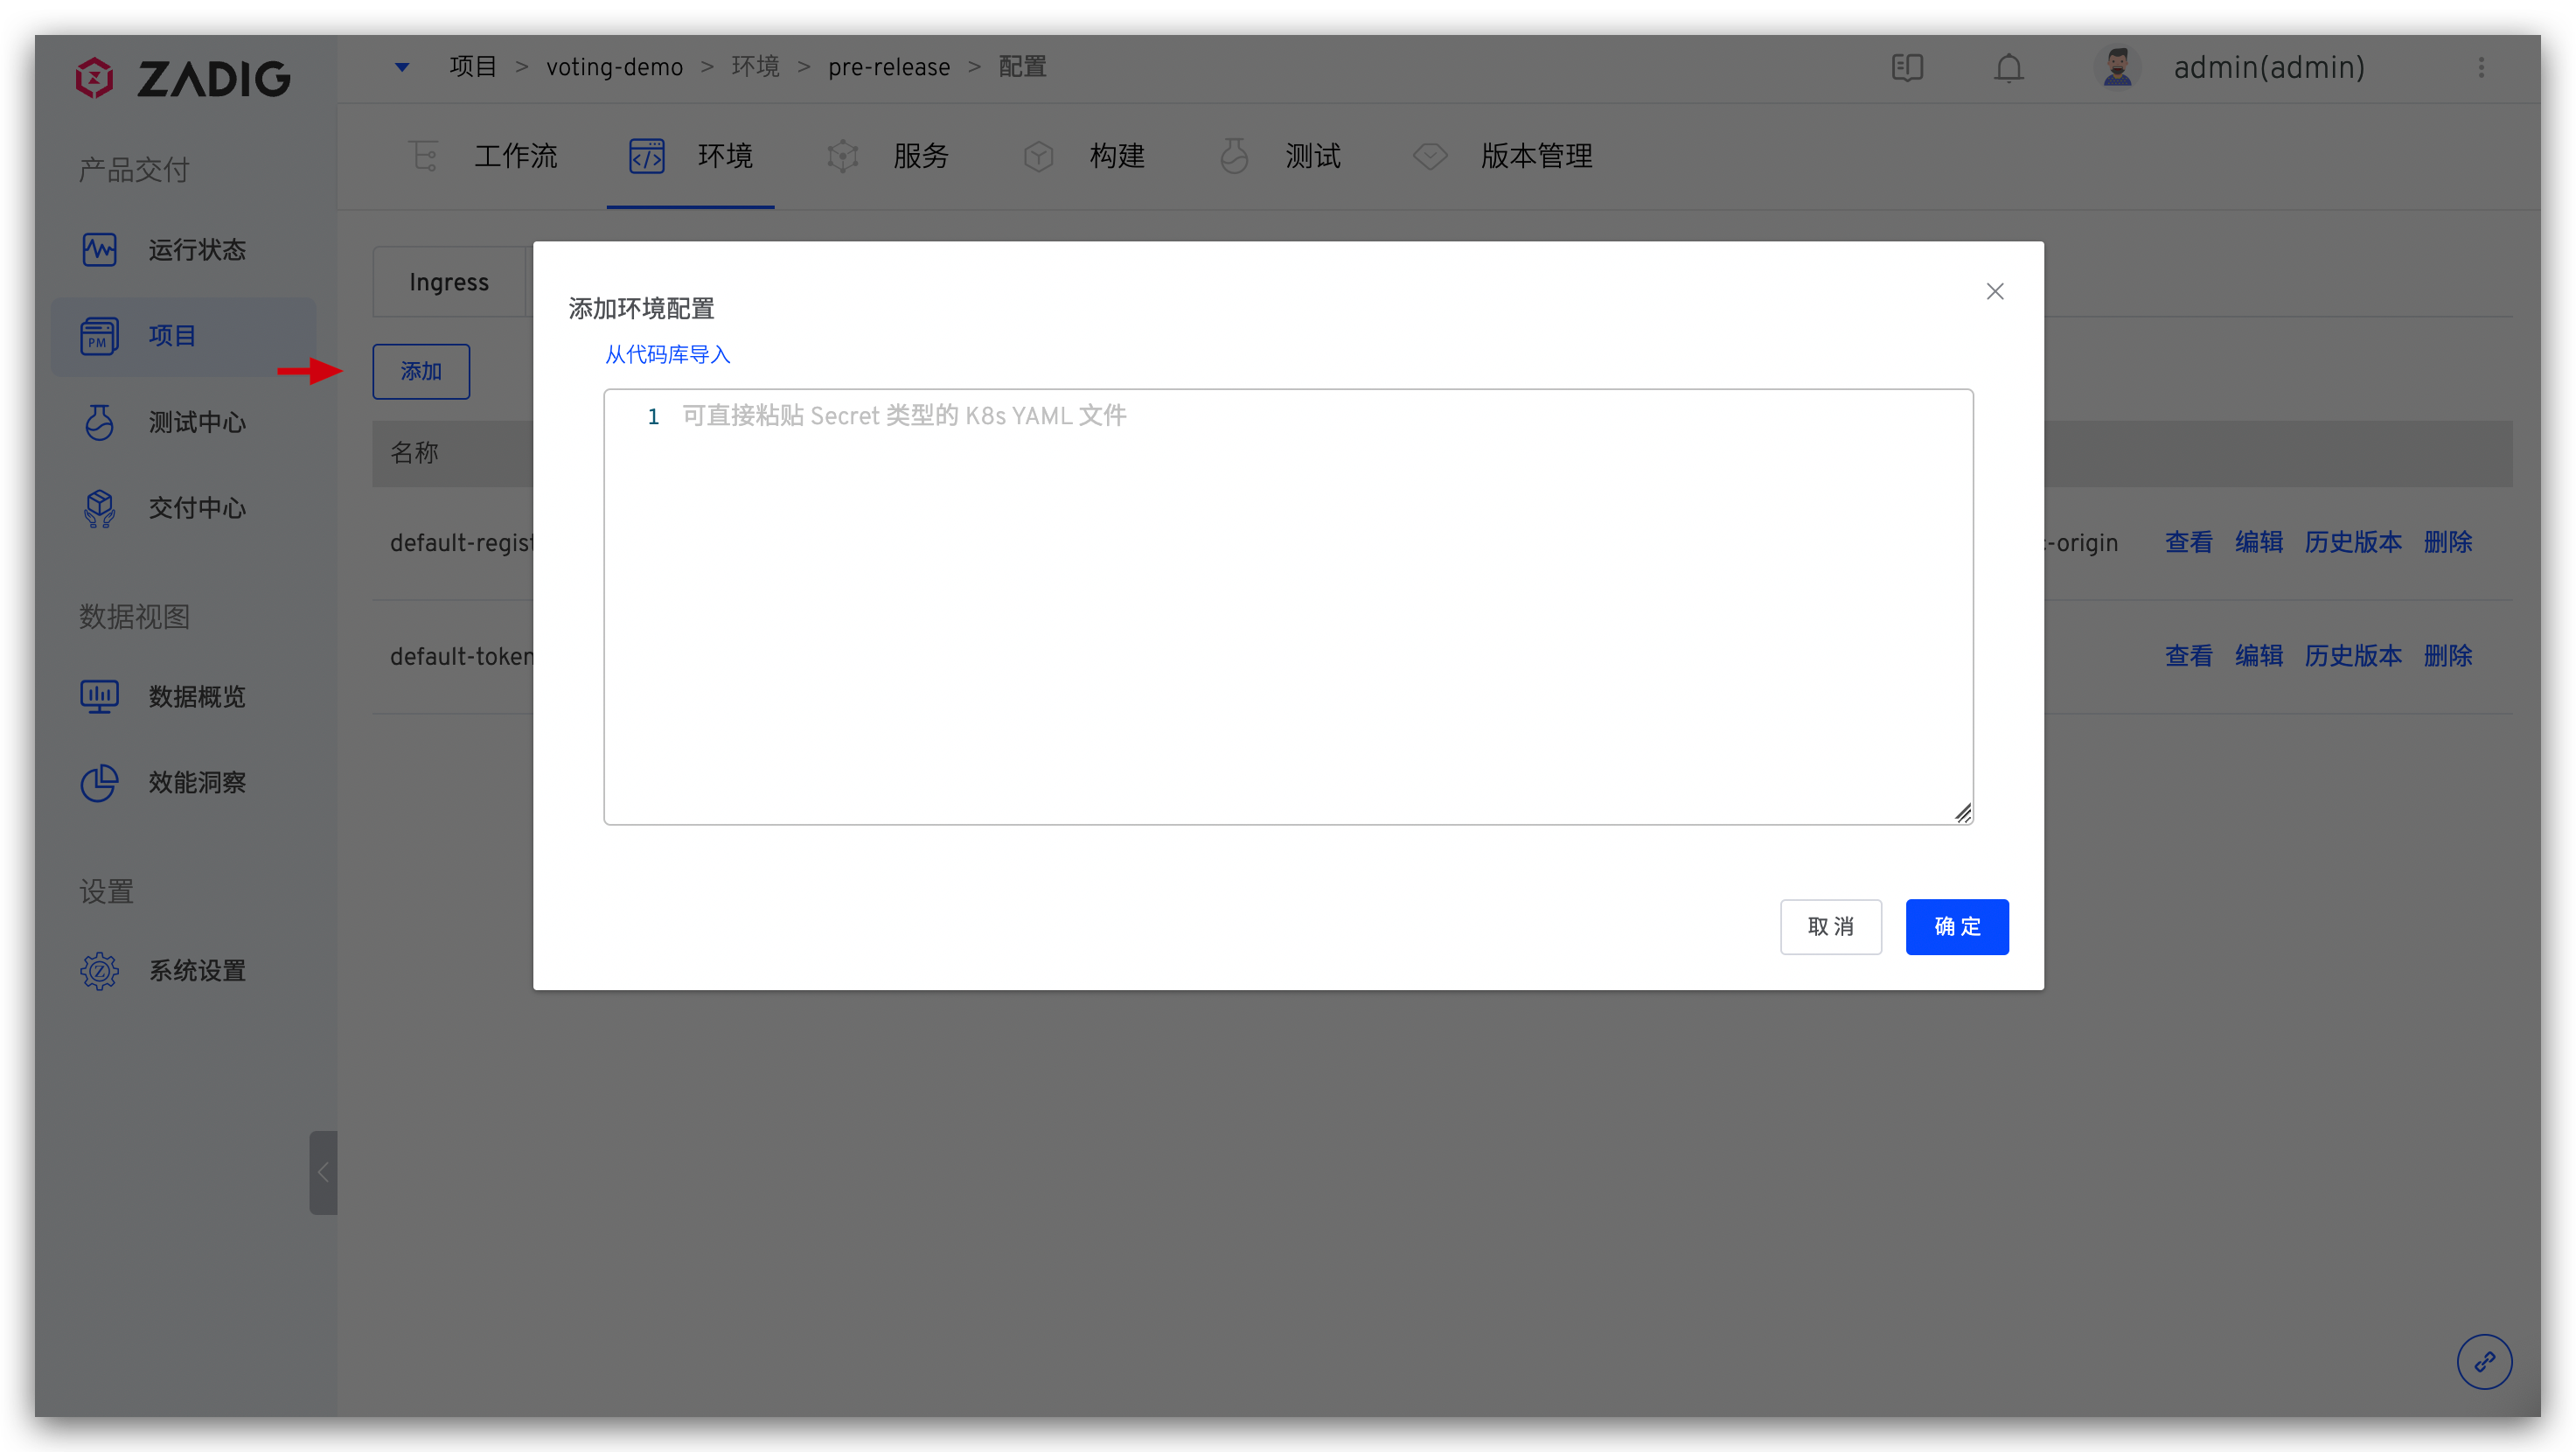 ZADIG
项目 > voting-demo > 环境 > pre-release > 配置
admin(admin)
产品交付
运行状态
项目
PM
测试中心
交付中心
数据视图
数据概览
效能洞察
设置
系统设置
工作流
环境
服务
构建
测试
版本管理
Ingress
添加
名称
default-regist
-origin
查看 编辑 历史版本 删除
default-token
查看 编辑 历史版本 删除
添加环境配置
从代码库导入
1 可直接粘贴 Secret 类型的 K8s YAML 文件
取消
确定